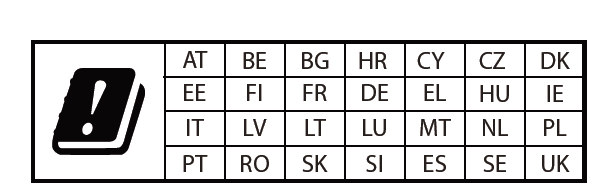 AT BE BG HR CY CZ DK
EE FI FR DE EL HU IE
IT LV LT LU MT NL PL
PT RO SK SI ES SE UK